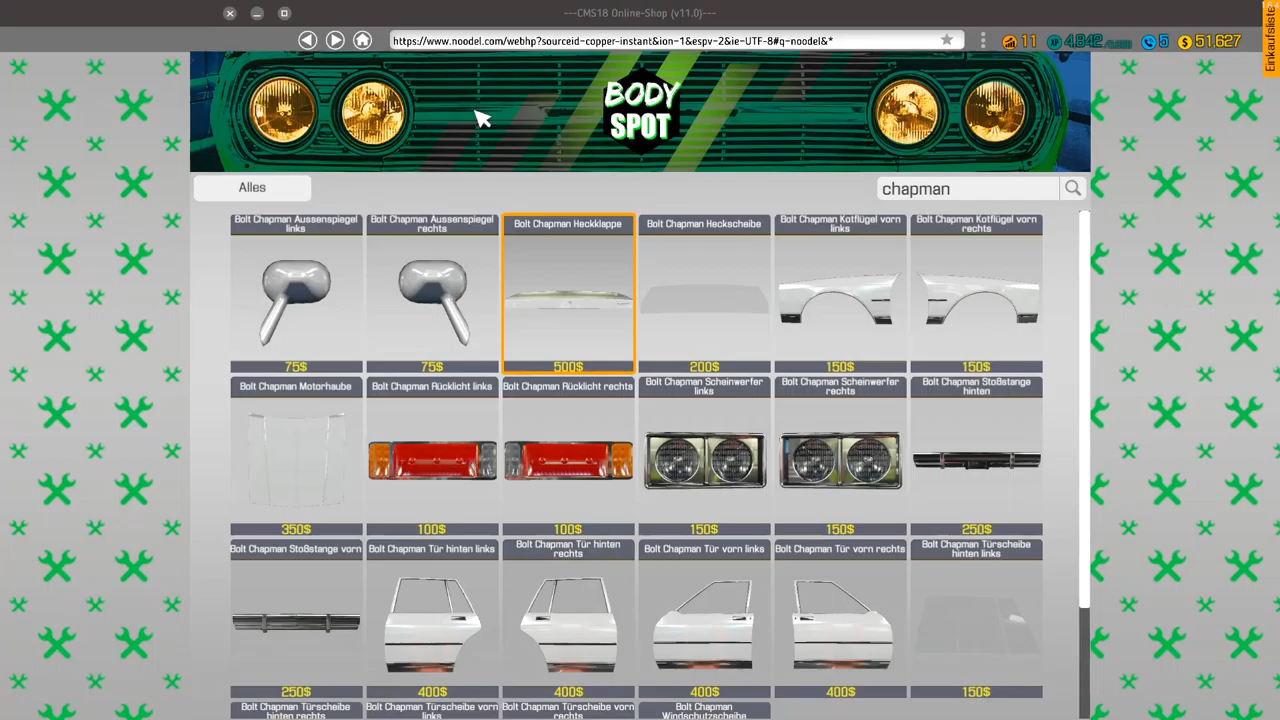 ---CMS18 Online-Shop (v11.0)---
https://www.noodel.com/webhp?sourceid-copper-instant&ion-1&espv-2&ie-UTF-8#q-noodel&*
11
4,842
5
$ 51,627
Einkaufsliste
BODY
SPOT
Alles
chapman
Bolt Chapman Aussenspiegel
links
75$
Bolt Chapman Aussenspiegel
rechts
75$
Bolt Chapman Heckklappe
500$
Bolt Chapman Heckscheibe
200$
Bolt Chapman Kotflügel vorn
links
150$
Bolt Chapman Kotflügel vorn
rechts
150$
Bolt Chapman Motorhaube
350$
Bolt Chapman Rücklicht links
100$
Bolt Chapman Rücklicht rechts
100$
Bolt Chapman Scheinwerfer
links
150$
Bolt Chapman Scheinwerfer
rechts
150$
Bolt Chapman Stoßstange
hinten
250$
Bolt Chapman Stoßstange vorn
250$
Bolt Chapman Tür hinten links
400$
Bolt Chapman Tür hinten
rechts
400$
Bolt Chapman Tür vorn links
400$
Bolt Chapman Tür vorn rechts
400$
Bolt Chapman Türscheibe
hinten links
150$
Bolt Chapman Türscheibe
hinten rechts
Bolt Chapman Türscheibe vorn
links
Bolt Chapman Türscheibe vorn
rechts
Bolt Chapman
Windschutzscheibe